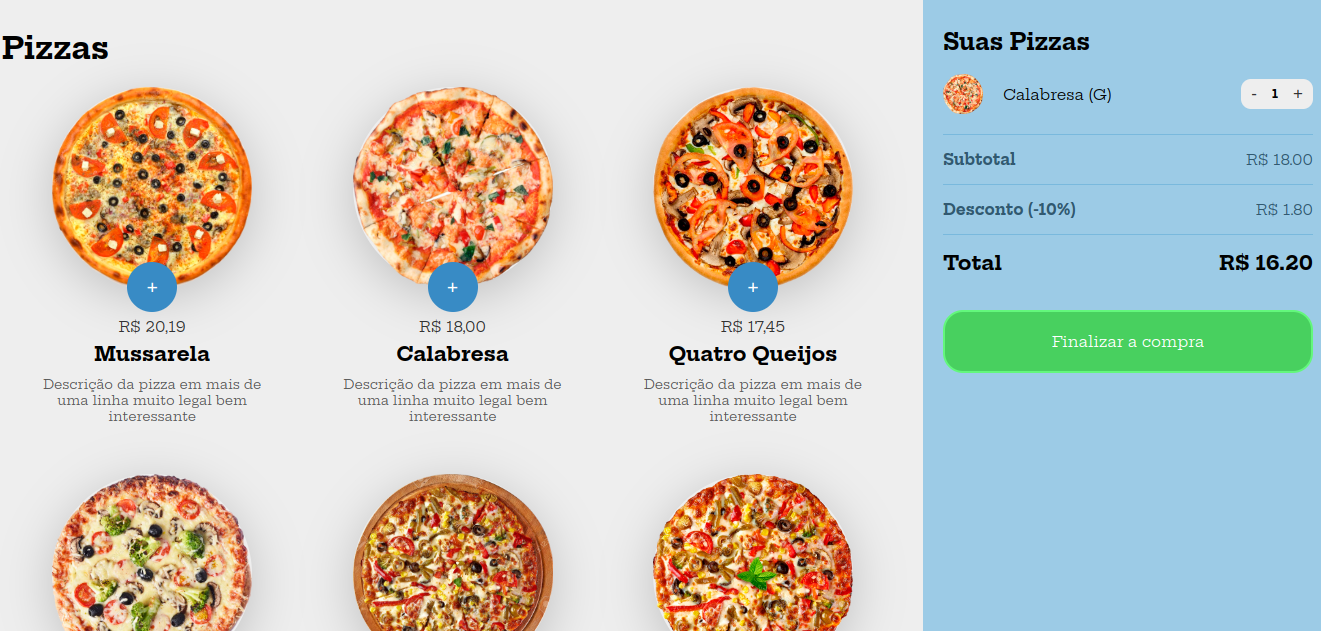 Pizzas
+
R$ 20,19
Mussarela
Descrição da pizza em mais de
uma linha muito legal bem
interessante
+
R$ 18,00
Calabresa
Descrição da pizza em mais de
uma linha muito legal bem
interessante
+
R$ 17,45
Quatro Queijos
Descrição da pizza em mais de
uma linha muito legal bem
interessante
Suas Pizzas
Calabresa (G)
- 1 +
Subtotal R$ 18.00
Desconto (-10%) R$ 1.80
Total R$ 16.20
Finalizar a compra